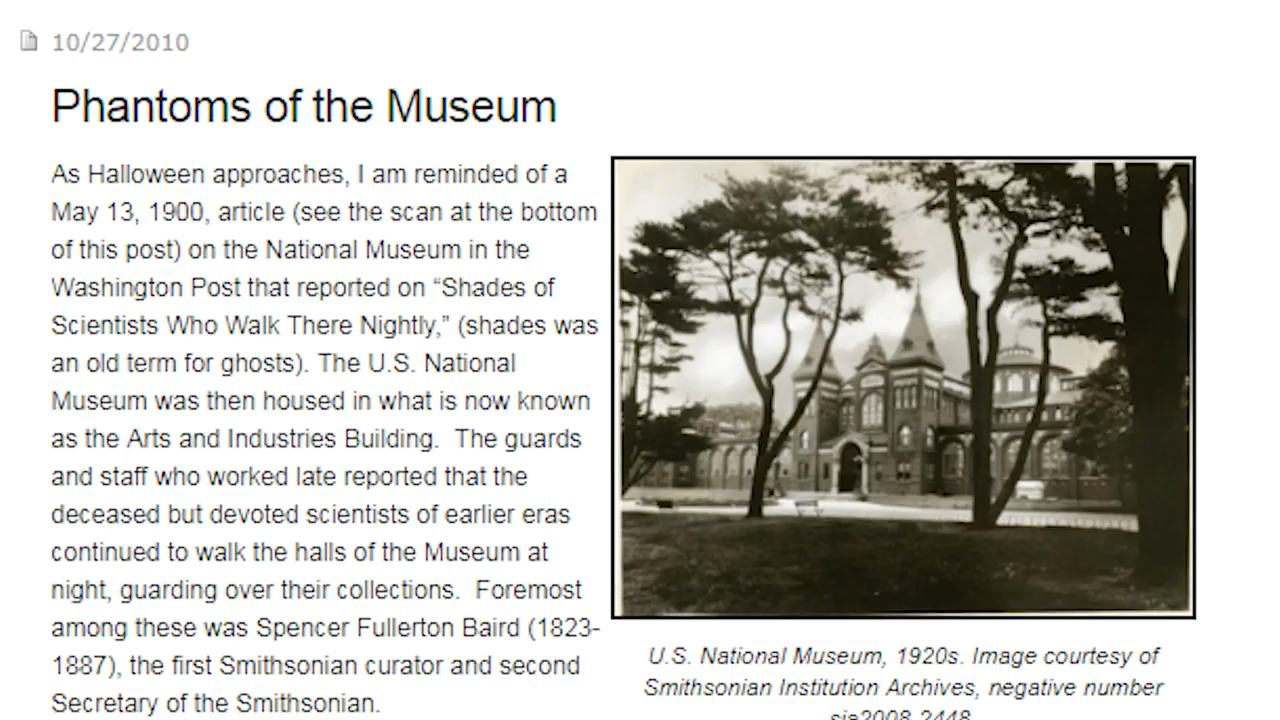 10/27/2010
Phantoms of the Museum
As Halloween approaches, I am reminded of a
May 13, 1900, article (see the scan at the bottom
of this post) on the National Museum in the
Washington Post that reported on “Shades of
Scientists Who Walk There Nightly,” (shades was
an old term for ghosts). The U.S. National
Museum was then housed in what is now known
as the Arts and Industries Building.  The guards
and staff who worked late reported that the
deceased but devoted scientists of earlier eras
continued to walk the halls of the Museum at
night, guarding over their collections.  Foremost
among these was Spencer Fullerton Baird (1823-
1887), the first Smithsonian curator and second
Secretary of the Smithsonian.
U.S. National Museum, 1920s. Image courtesy of
Smithsonian Institution Archives, negative number
sia2008-2448